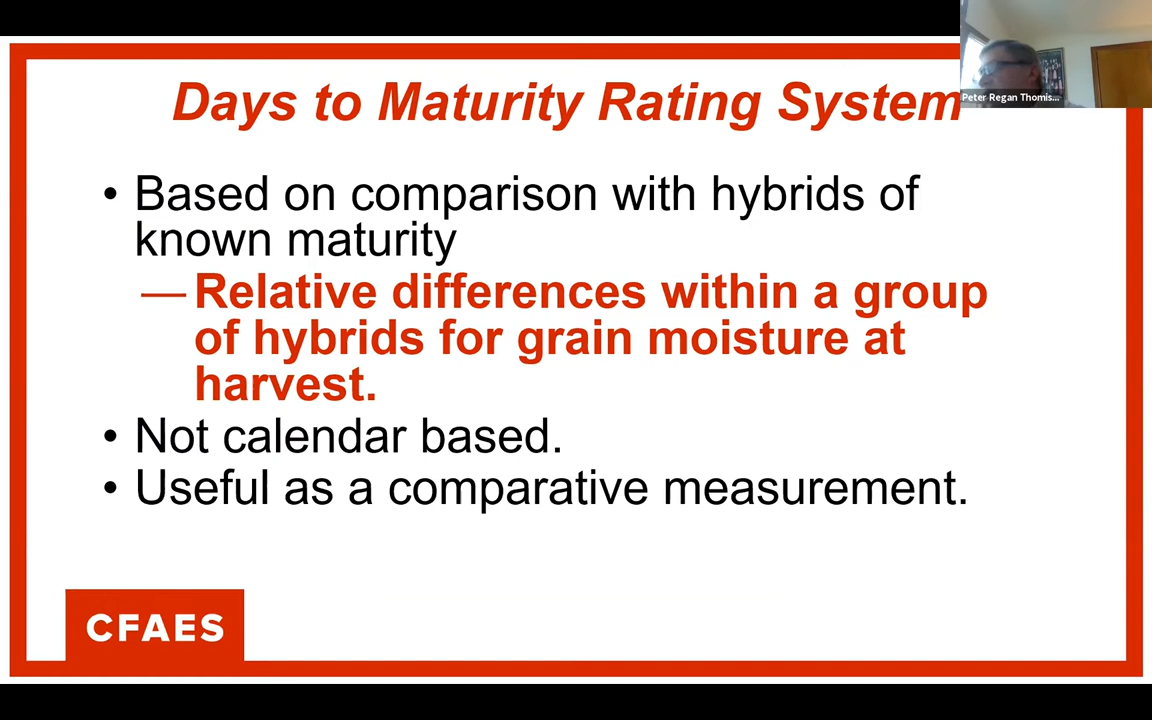 Days to Maturity Rating System
Peter Regan Thomis...
• Based on comparison with hybrids of
known maturity
— Relative differences within a group
of hybrids for grain moisture at
harvest.
• Not calendar based.
• Useful as a comparative measurement.
CFAES